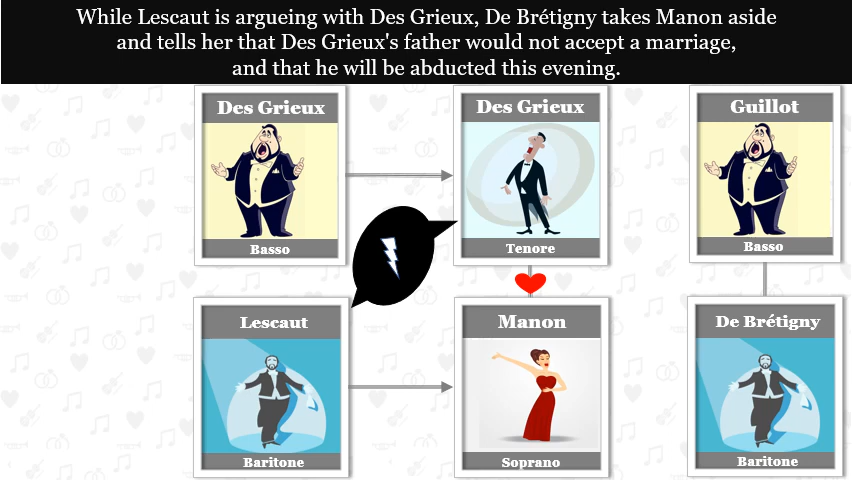 While Lescaut is argueing with Des Grieux, De Brétigny takes Manon aside
and tells her that Des Grieux's father would not accept a marriage,
and that he will be abducted this evening.
Des Grieux
Basso
Des Grieux
Tenore
Guillot
Basso
Lescaut
Baritone
Manon
Soprano
De Brétigny
Baritone